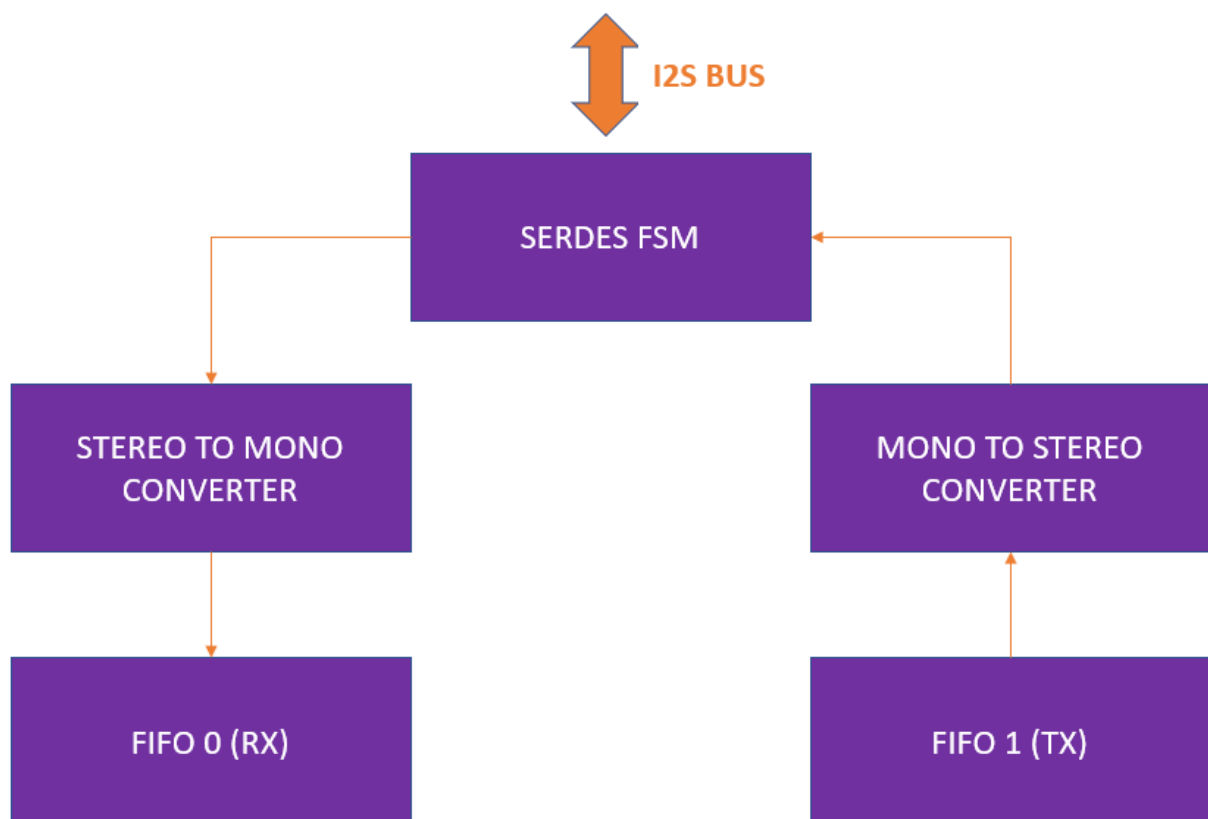 I2S BUS
SERDES FSM
STEREO TO MONO
CONVERTER
MONO TO STEREO
CONVERTER
FIFO 0 (RX)
FIFO 1 (TX)